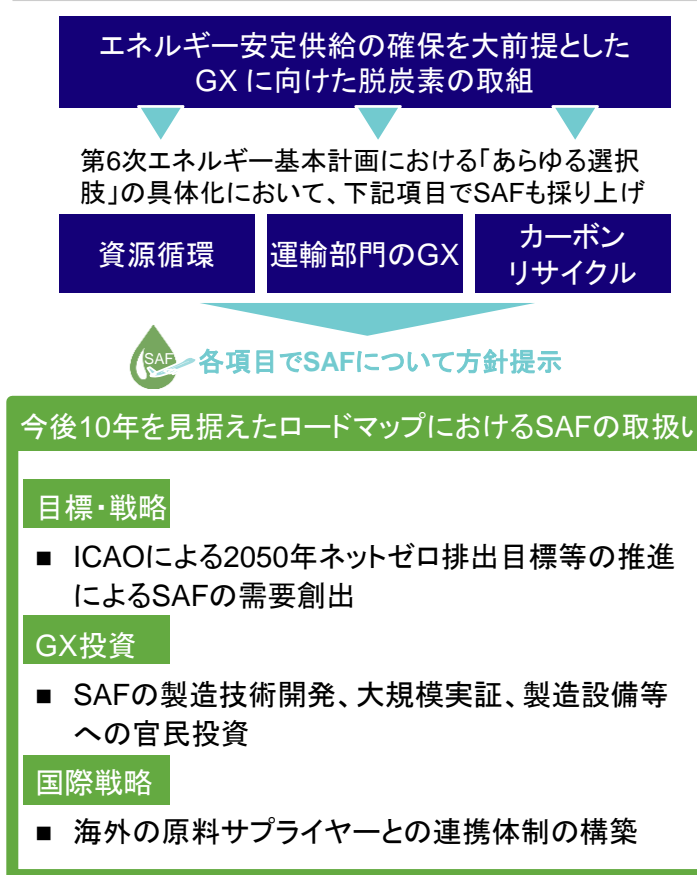 エネルギー安定供給の確保を大前提とした
GX に向けた脱炭素の取組
第6次エネルギー基本計画における「あらゆる選択
肢」の具体化において、下記項目でSAFも採り上げ
資源循環
運輸部門のGX
カーボン
リサイクル
SAF
各項目でSAFについて方針提示
今後10年を見据えたロードマップにおけるSAFの取扱い
目標・戦略
■ ICAOによる2050年ネットゼロ排出目標等の推進
によるSAFの需要創出
GX投資
■ SAFの製造技術開発、大規模実証、製造設備等
への官民投資
国際戦略
■ 海外の原料サプライヤーとの連携体制の構築